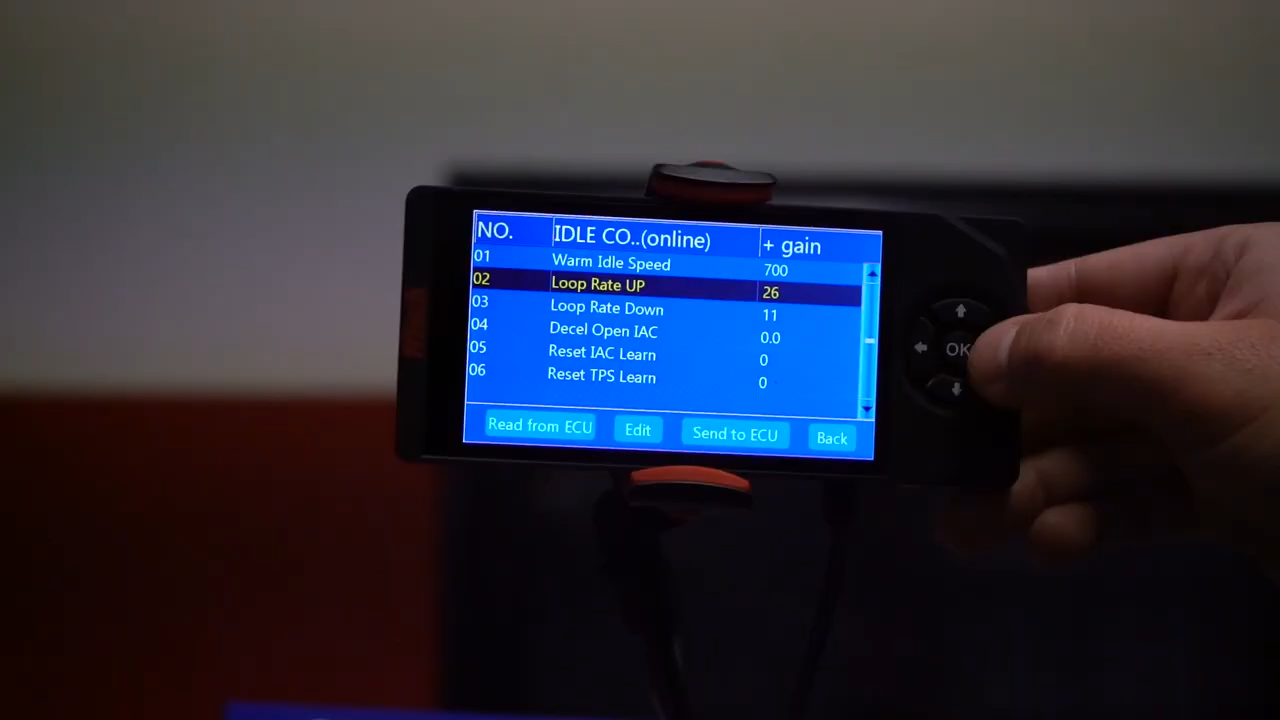 NO. IDLE CO..(online) + gain
01 Warm Idle Speed 700
02 Loop Rate UP 26
03 Loop Rate Down 11
04 Decel Open IAC 0.0
05 Reset IAC Learn 0
06 Reset TPS Learn 0
Read from ECU Edit Send to ECU Back
OK